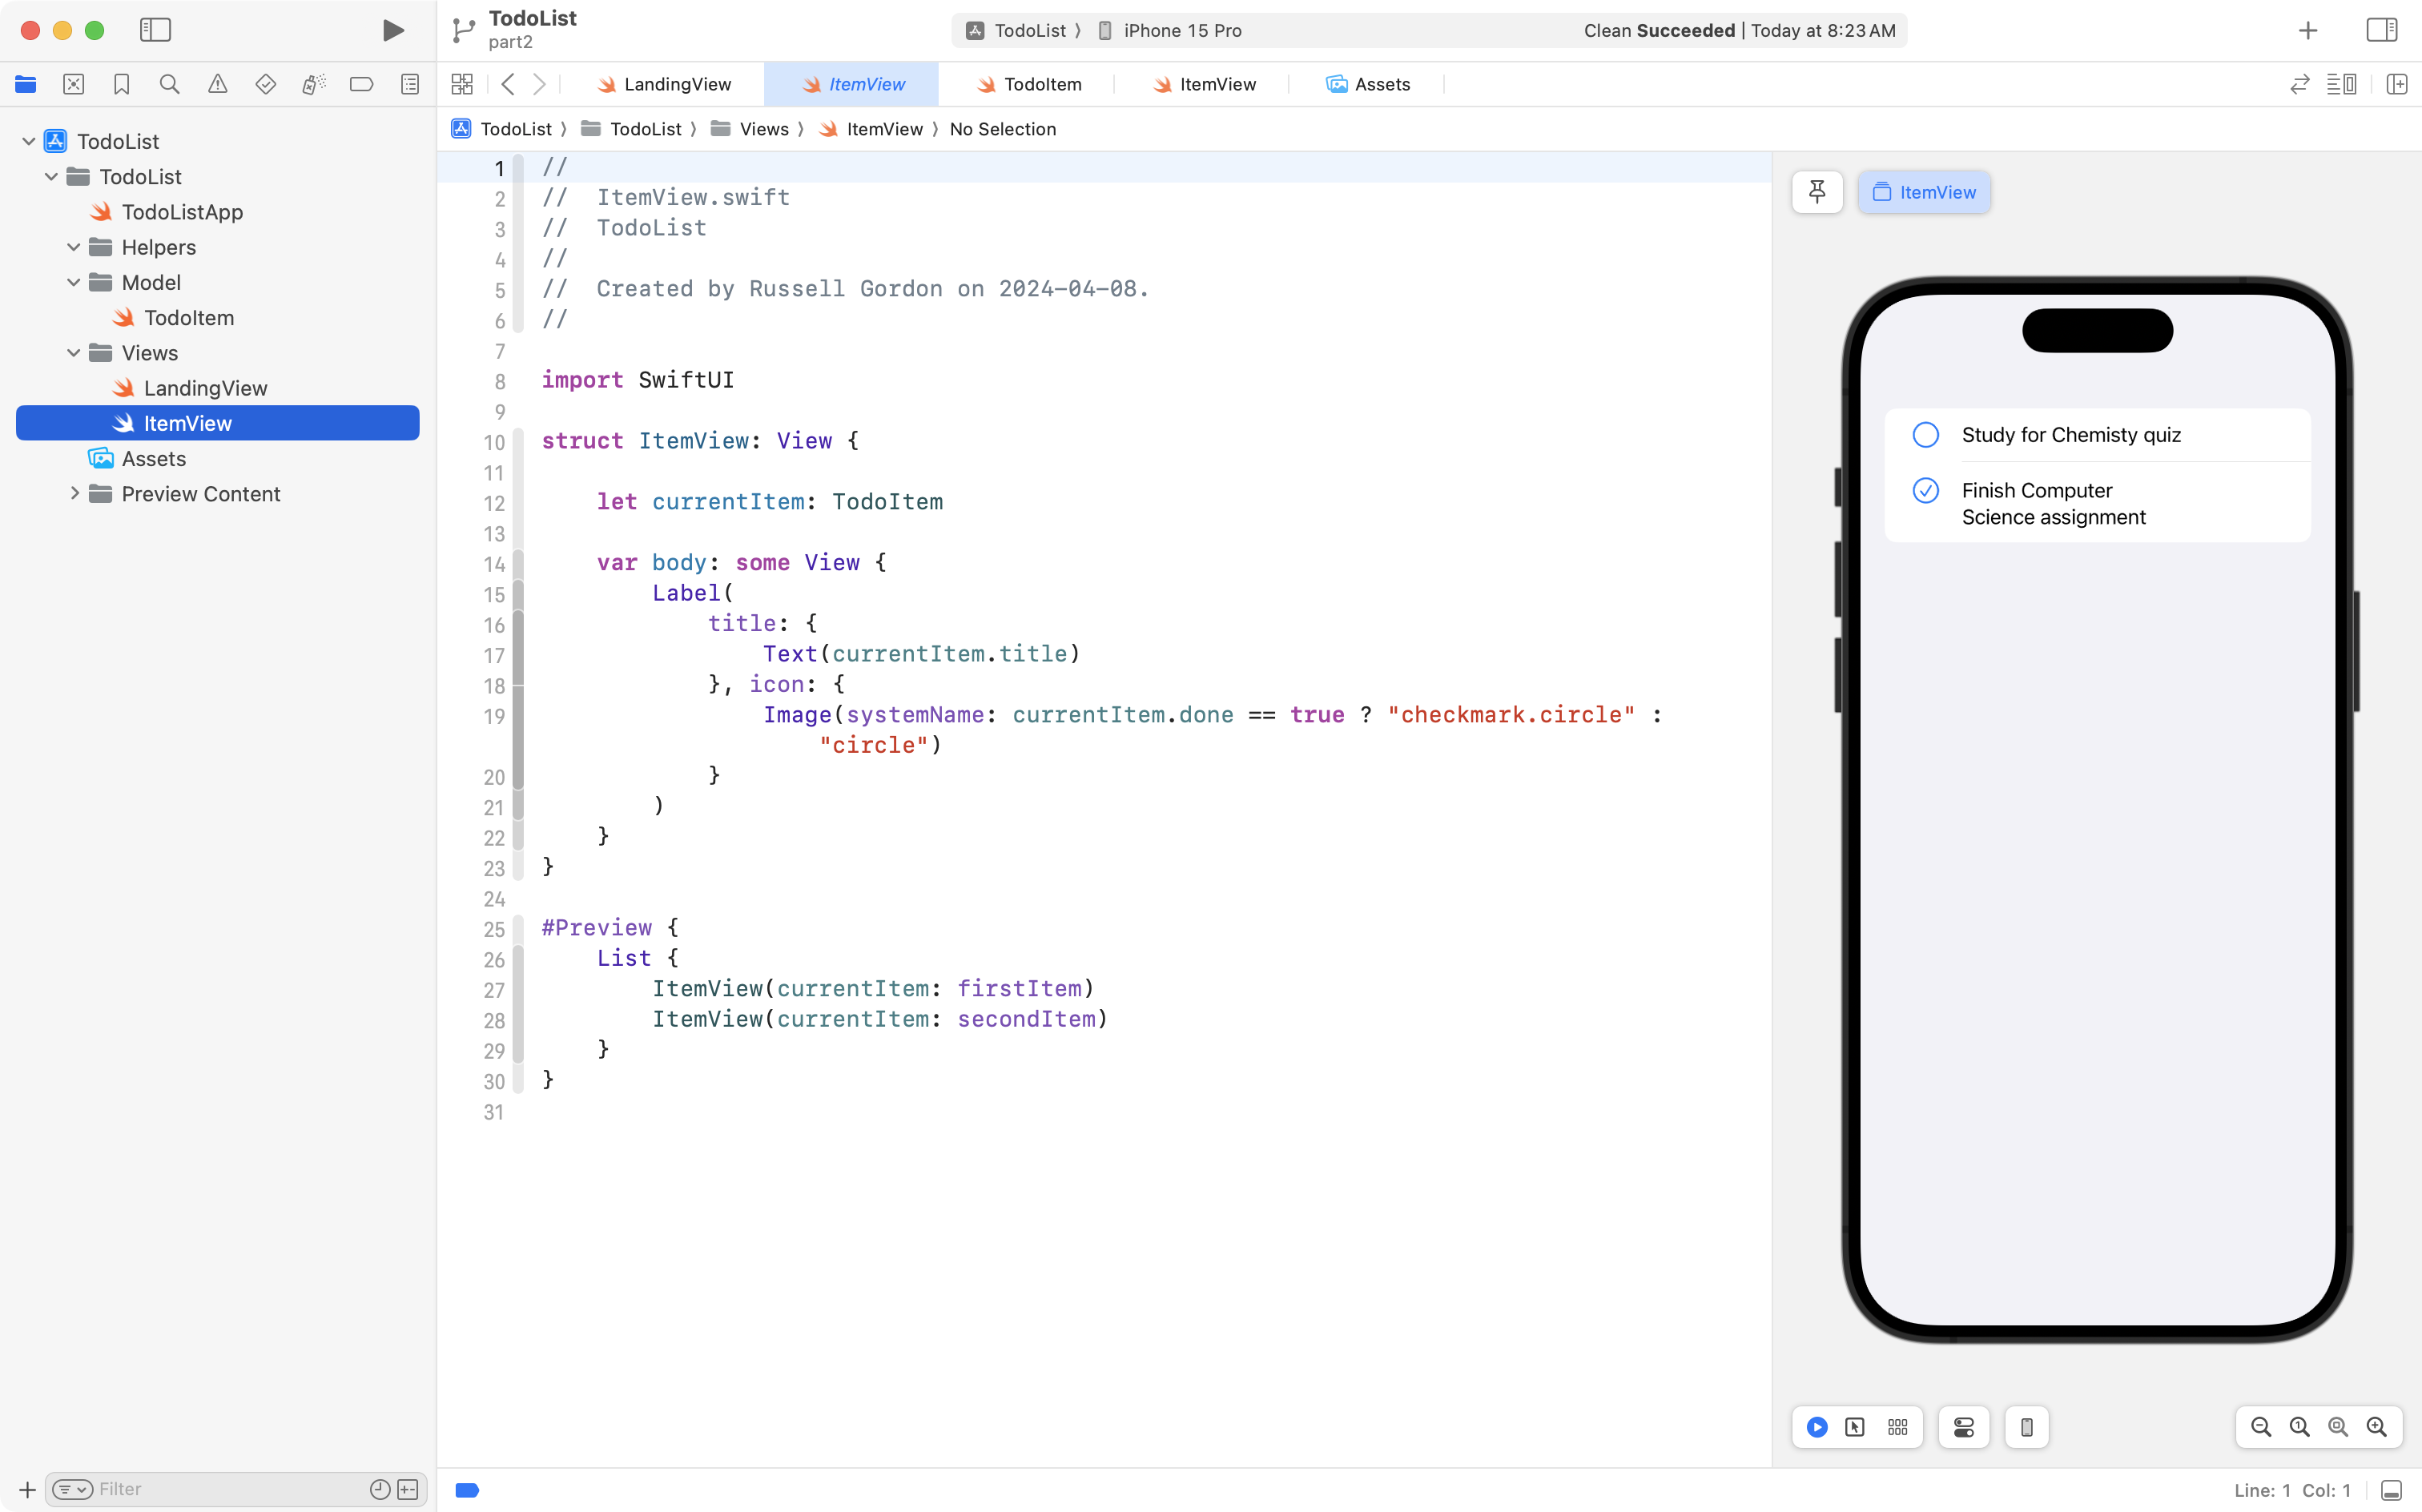 TodoList
part2
TodoList ⟩ iPhone 15 Pro
Clean Succeeded | Today at 8:23 AM
LandingView
ItemView
TodoItem
ItemView
Assets
TodoList ⟩ TodoList ⟩ Views ⟩ ItemView ⟩ No Selection
TodoList
TodoList
TodoListApp
Helpers
Model
TodoItem
Views
LandingView
ItemView
Assets
Preview Content
Filter
1 //
2 //  ItemView.swift
3 //  TodoList
4 //
5 //  Created by Russell Gordon on 2024-04-08.
6 //
7
8 import SwiftUI
9
10 struct ItemView: View {
11
12     let currentItem: TodoItem
13
14     var body: some View {
15         Label(
16             title: {
17                 Text(currentItem.title)
18             }, icon: {
19                 Image(systemName: currentItem.done == true ? "checkmark.circle" :
                    "circle")
20             }
21         )
22     }
23 }
24
25 #Preview {
26     List {
27         ItemView(currentItem: firstItem)
28         ItemView(currentItem: secondItem)
29     }
30 }
31
ItemView
Study for Chemisty quiz
Finish Computer
Science assignment
Line: 1 Col: 1